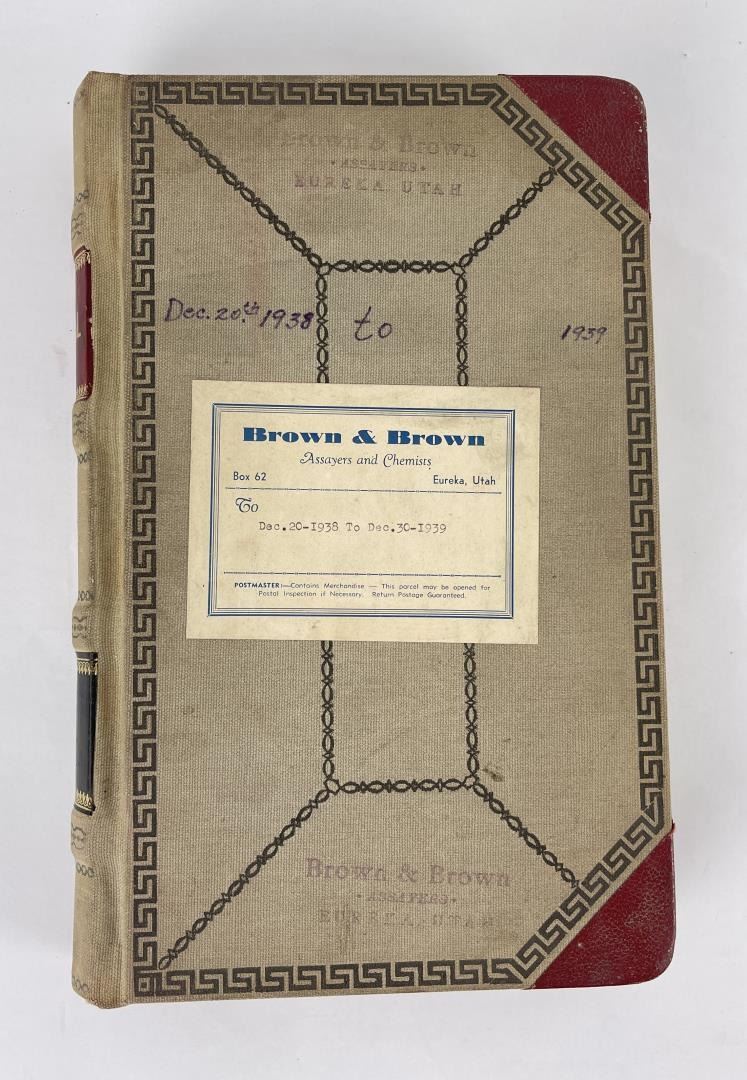 Brown & Brown
· ASSAYERS ·
EUREKA UTAH
Dec. 20th 1938 to 1939
Brown & Brown
Assayers and Chemists
Box 62 Eureka, Utah
To
Dec.20-1938 To Dec.30-1939
POSTMASTER:—Contains Merchandise — This parcel may be opened for
Postal Inspection if Necessary. Return Postage Guaranteed.
Brown & Brown
· ASSAYERS ·
EUREKA, UTAH